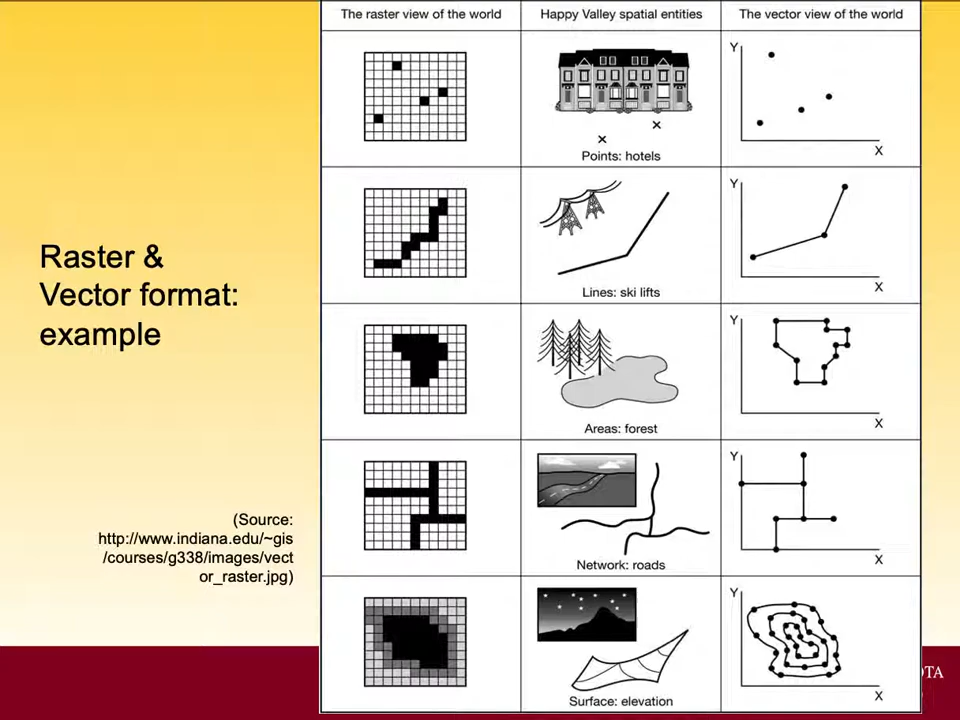 The raster view of the world
Happy Valley spatial entities
The vector view of the world
Points: hotels
Y
X
Lines: ski lifts
Y
X
Raster &
Vector format:
example
Areas: forest
Y
X
(Source:
http://www.indiana.edu/~gis
/courses/g338/images/vect
or_raster.jpg)
Network: roads
Y
X
Surface: elevation
Y
X
OTA